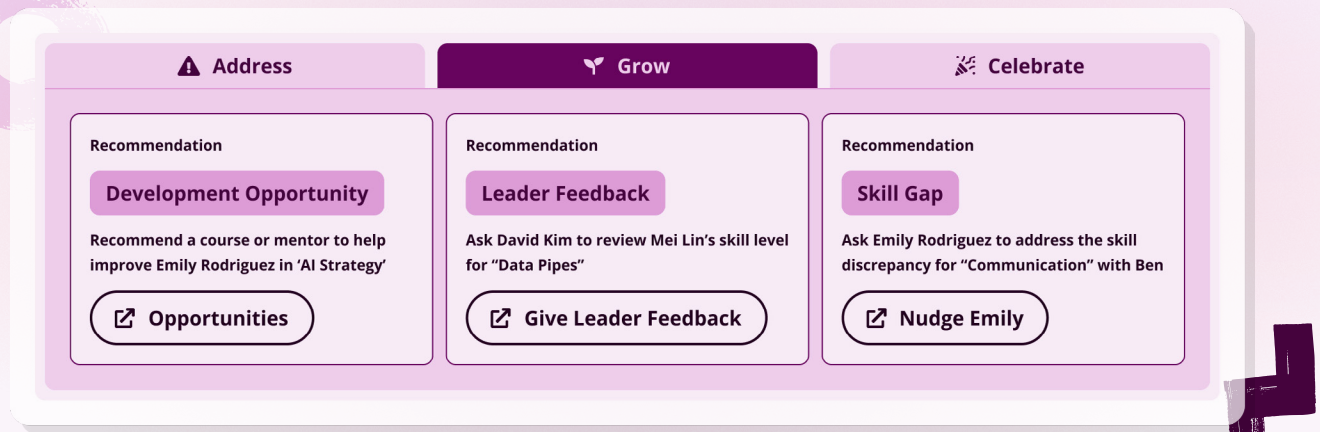 Address
Grow
Celebrate
Recommendation
Development Opportunity
Recommend a course or mentor to help
improve Emily Rodriguez in ‘AI Strategy’
Opportunities
Recommendation
Leader Feedback
Ask David Kim to review Mei Lin’s skill level
for “Data Pipes”
Give Leader Feedback
Recommendation
Skill Gap
Ask Emily Rodriguez to address the skill
discrepancy for “Communication” with Ben
Nudge Emily